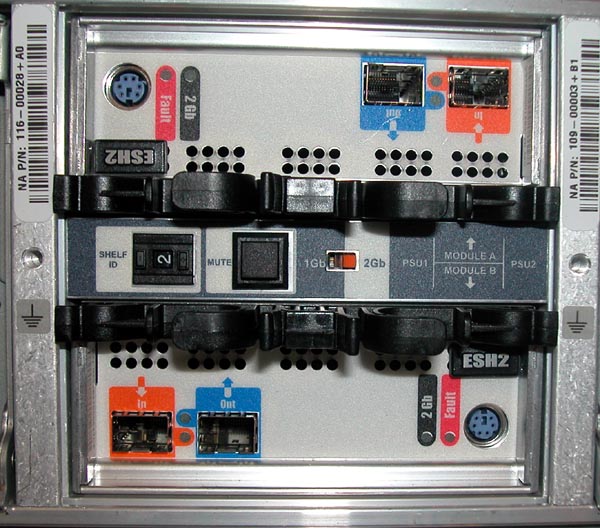 NA P/N: 116-00028+A0
NA P/N: 109-00003+B1
Fault
2 Gb
Out
In
ESH2
SHELF
ID
2
MUTE
1Gb
2Gb
PSU1
MODULE A
MODULE B
PSU2
ESH2
In
Out
2 Gb
Fault